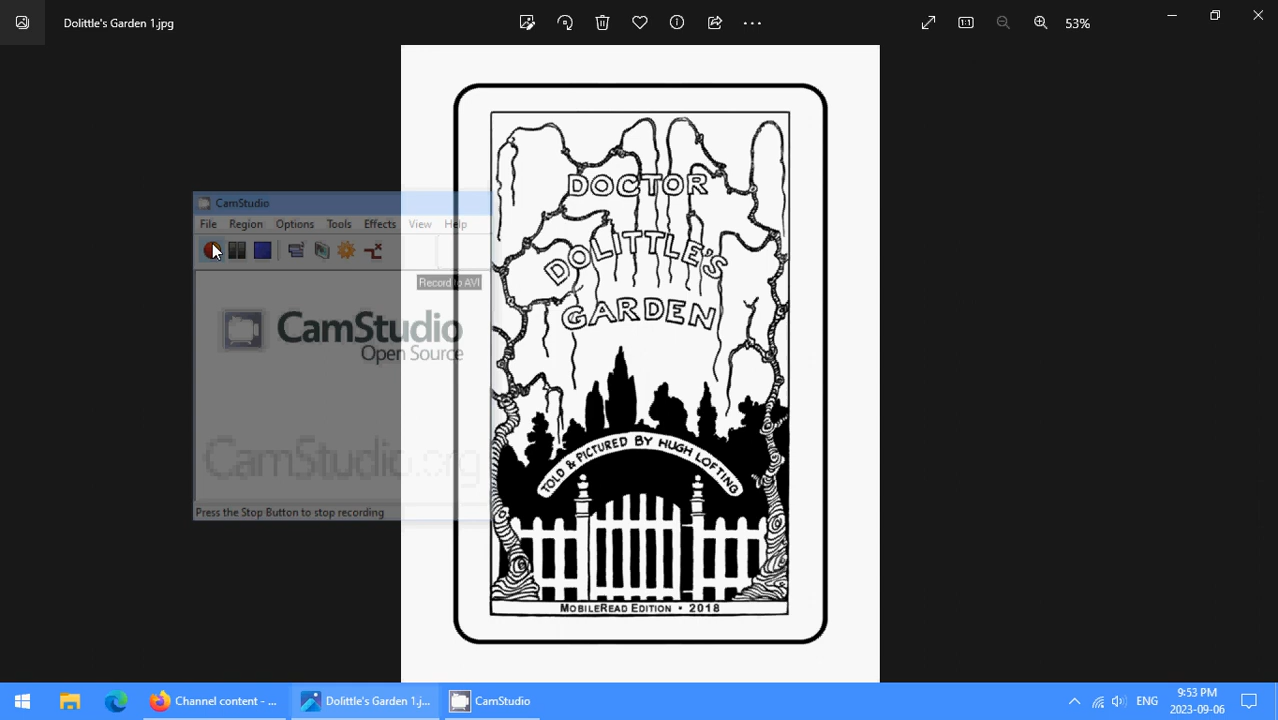 Dolittle's Garden 1.jpg
53%
DOCTOR
DOLITTLE'S
GARDEN
TOLD & PICTURED BY HUGH LOFTING
MOBILEREAD EDITION • 2018
CamStudio
File Region Options Tools Effects View Help
Record to AVI
CamStudio
Open Source
CamStudio.org
Press the Stop Button to stop recording
Channel content - ...
Dolittle's Garden 1.j...
CamStudio
ENG
9:53 PM
2023-09-06